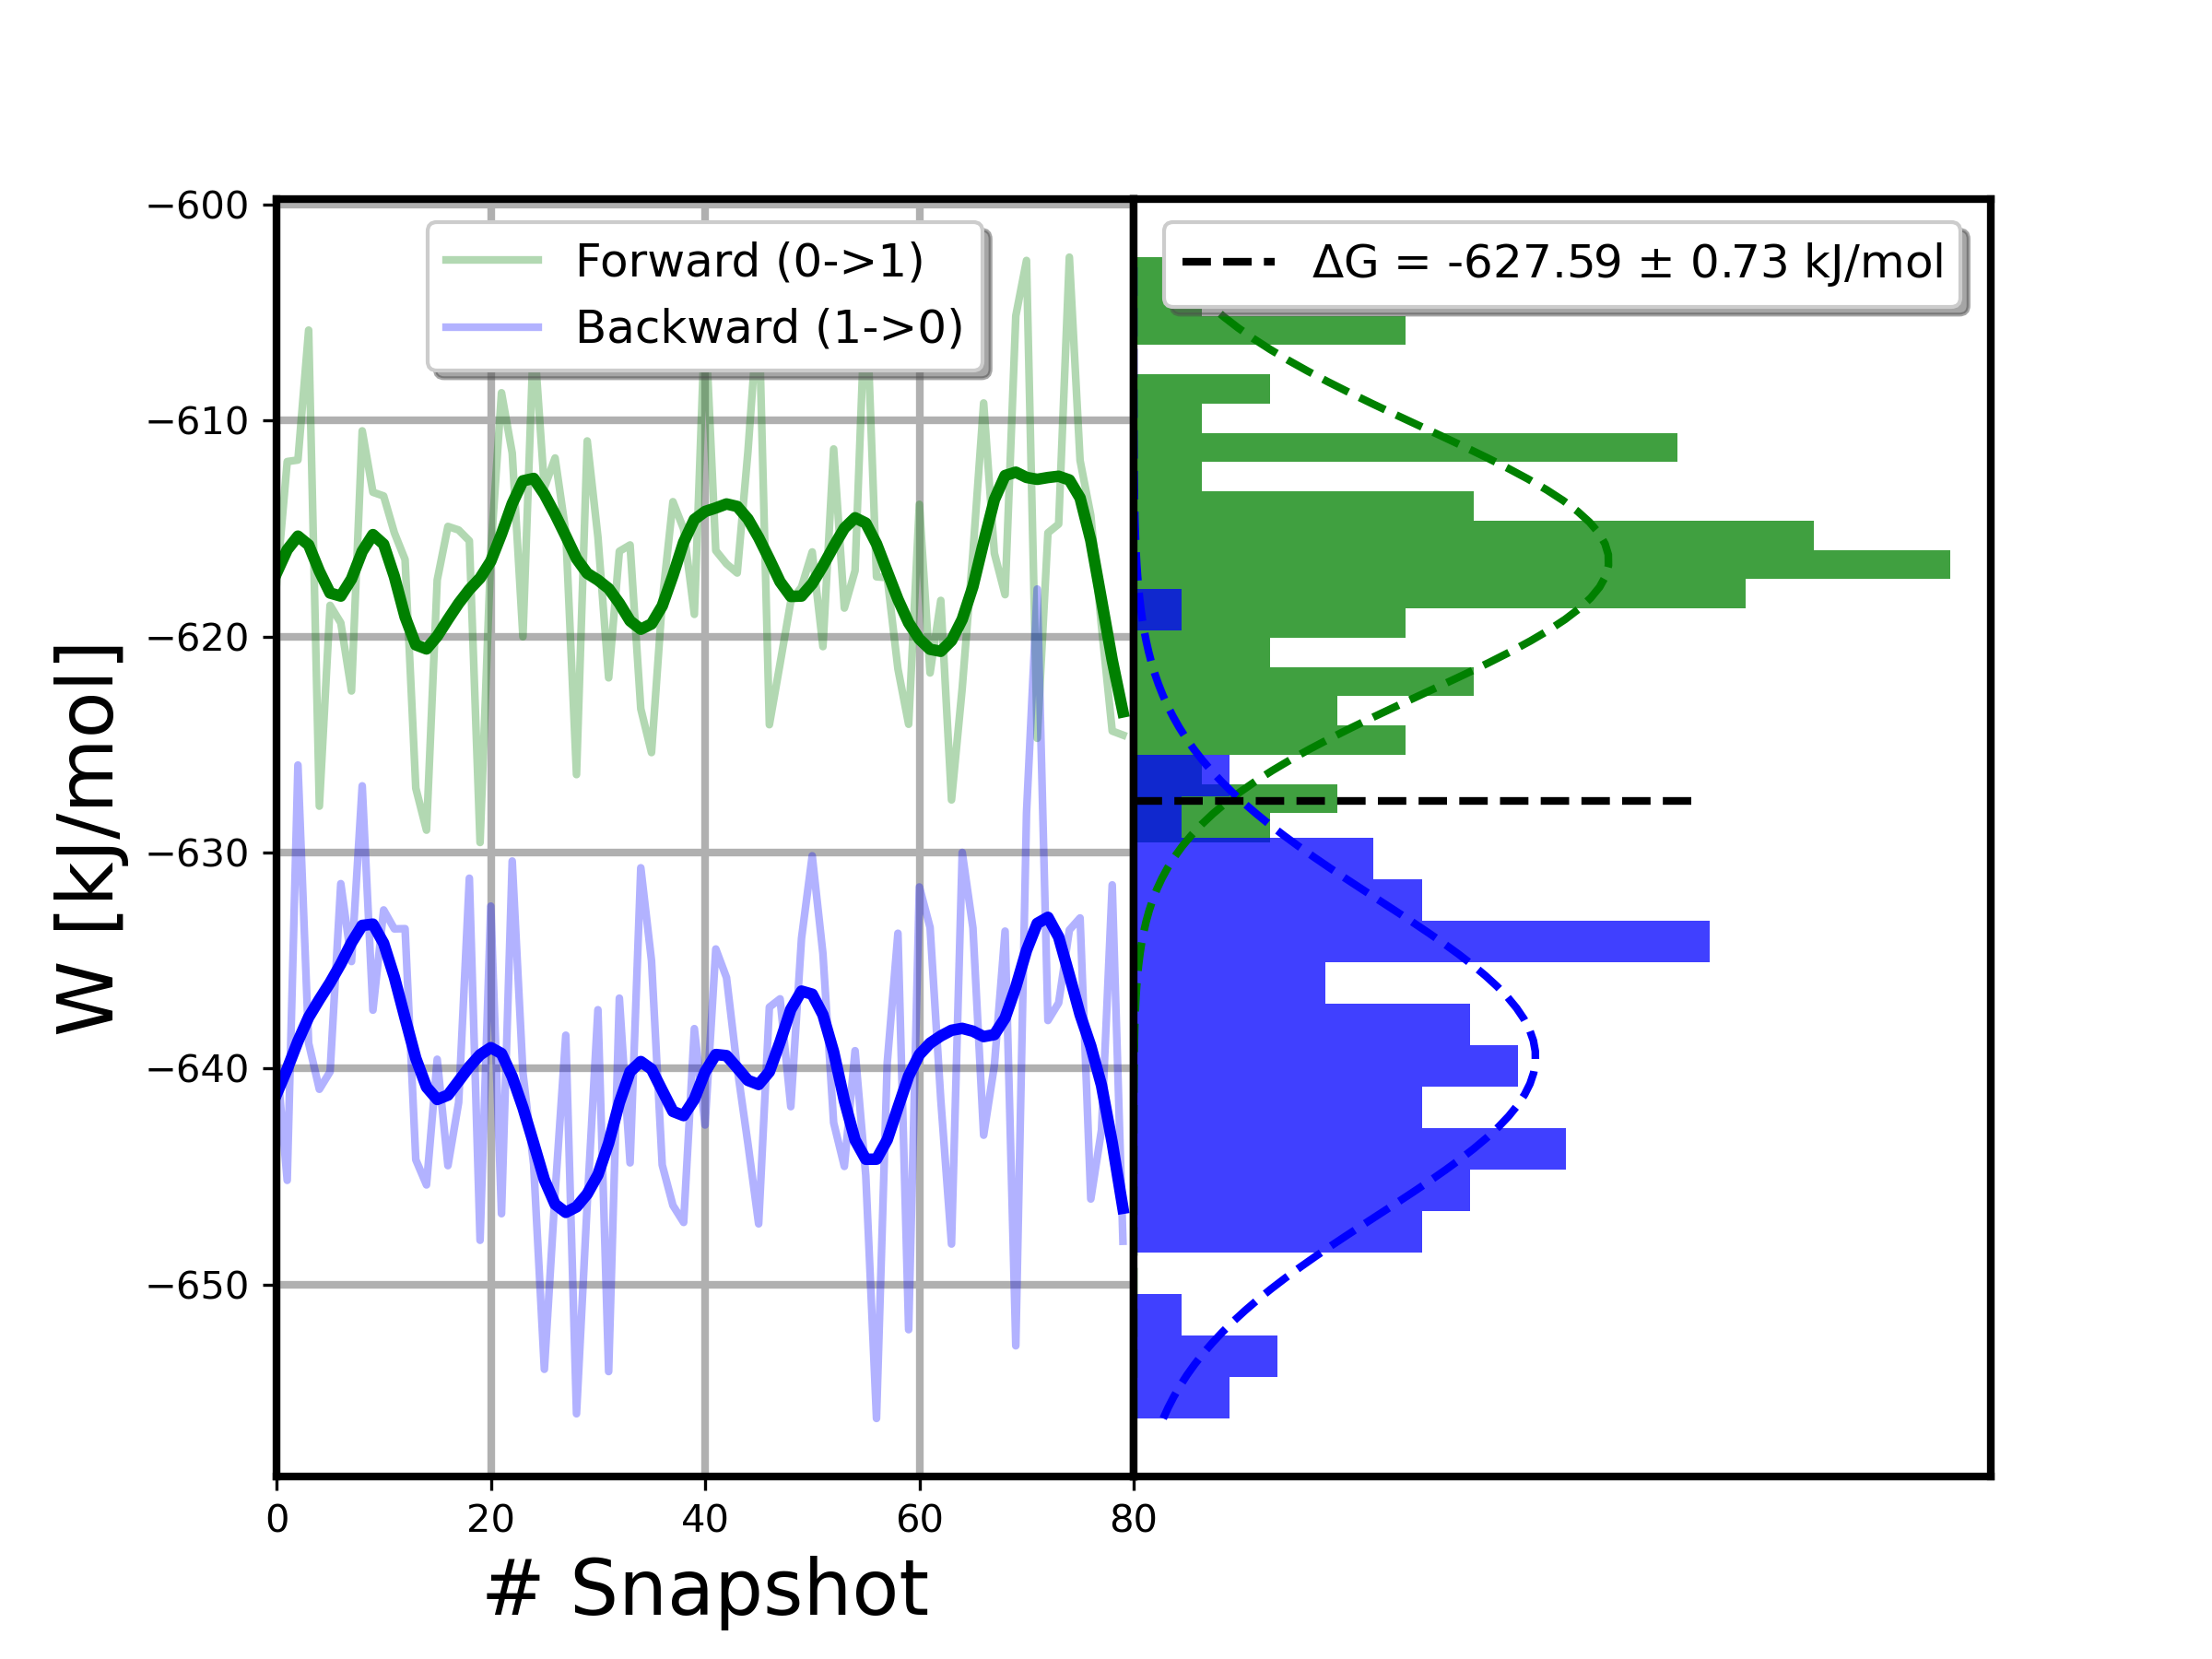 −600
−610
−620
−630
−640
−650
W [kJ/mol]
Forward (0->1)
Backward (1->0)
ΔG = -627.59 ± 0.73 kJ/mol
0 20 40 60 80
# Snapshot